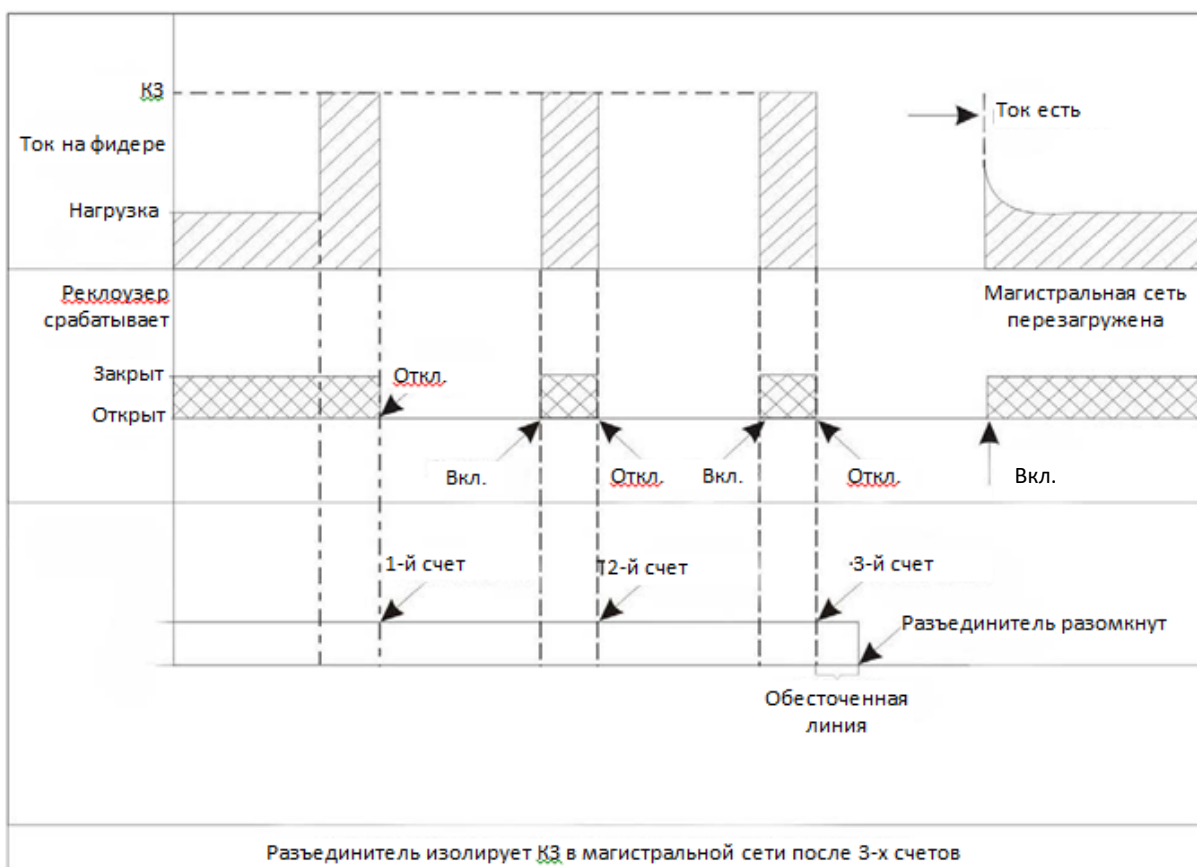 КЗ
Ток есть
Ток на фидере
Нагрузка
Реклоузер
срабатывает
Магистральная сеть
перезагружена
Закрыт
Откл.
Открыт
Вкл.
Откл.
Вкл.
Откл.
Вкл.
1-й счет
2-й счет
3-й счет
Разъединитель разомкнут
Обесточенная
линия
Разъединитель изолирует КЗ в магистральной сети после 3-х счетов